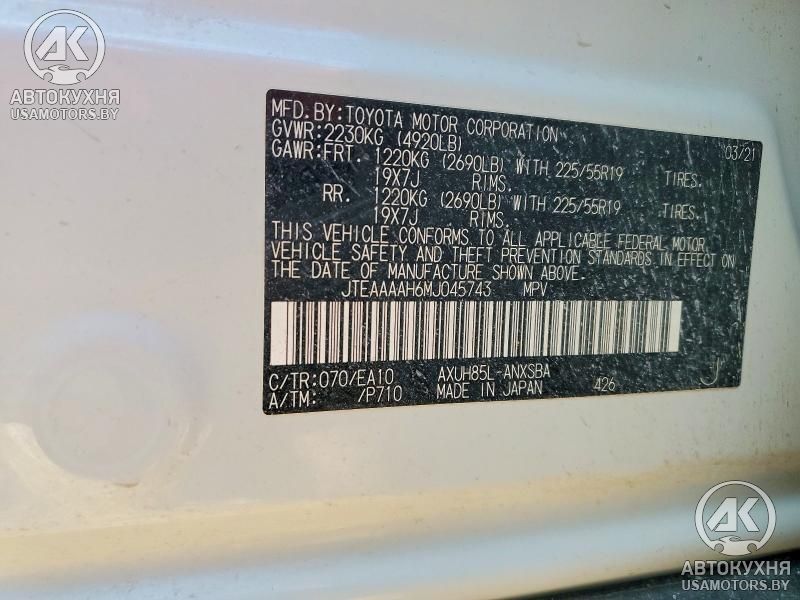 AK
АВТОКУХНЯ
USAMOTORS.BY
MFD.BY:TOYOTA MOTOR CORPORATION 03/21
GVWR:2230KG (4920LB)
GAWR:FRT. 1220KG (2690LB) WITH 225/55R19 TIRES.
19X7J RIMS.
RR. 1220KG (2690LB) WITH 225/55R19 TIRES.
19X7J RIMS.
THIS VEHICLE CONFORMS TO ALL APPLICABLE FEDERAL MOTOR
VEHICLE SAFETY AND THEFT PREVENTION STANDARDS IN EFFECT ON
THE DATE OF MANUFACTURE SHOWN ABOVE.
JTEAAAAH6MJ045743 MPV
C/TR:070/EA10 AXUH85L-ANXSBA
A/TM: /P710 MADE IN JAPAN 426 J
AK
АВТОКУХНЯ
USAMOTORS.BY